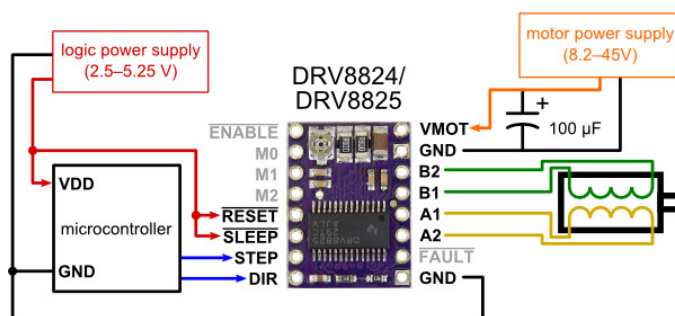 logic power supply
(2.5–5.25 V)
motor power supply
(8.2–45V)
DRV8824/
DRV8825
ENABLE
M0
M1
M2
RESET
SLEEP
STEP
DIR
VMOT
GND
B2
B1
A1
A2
FAULT
GND
+
100 µF
VDD
microcontroller
GND